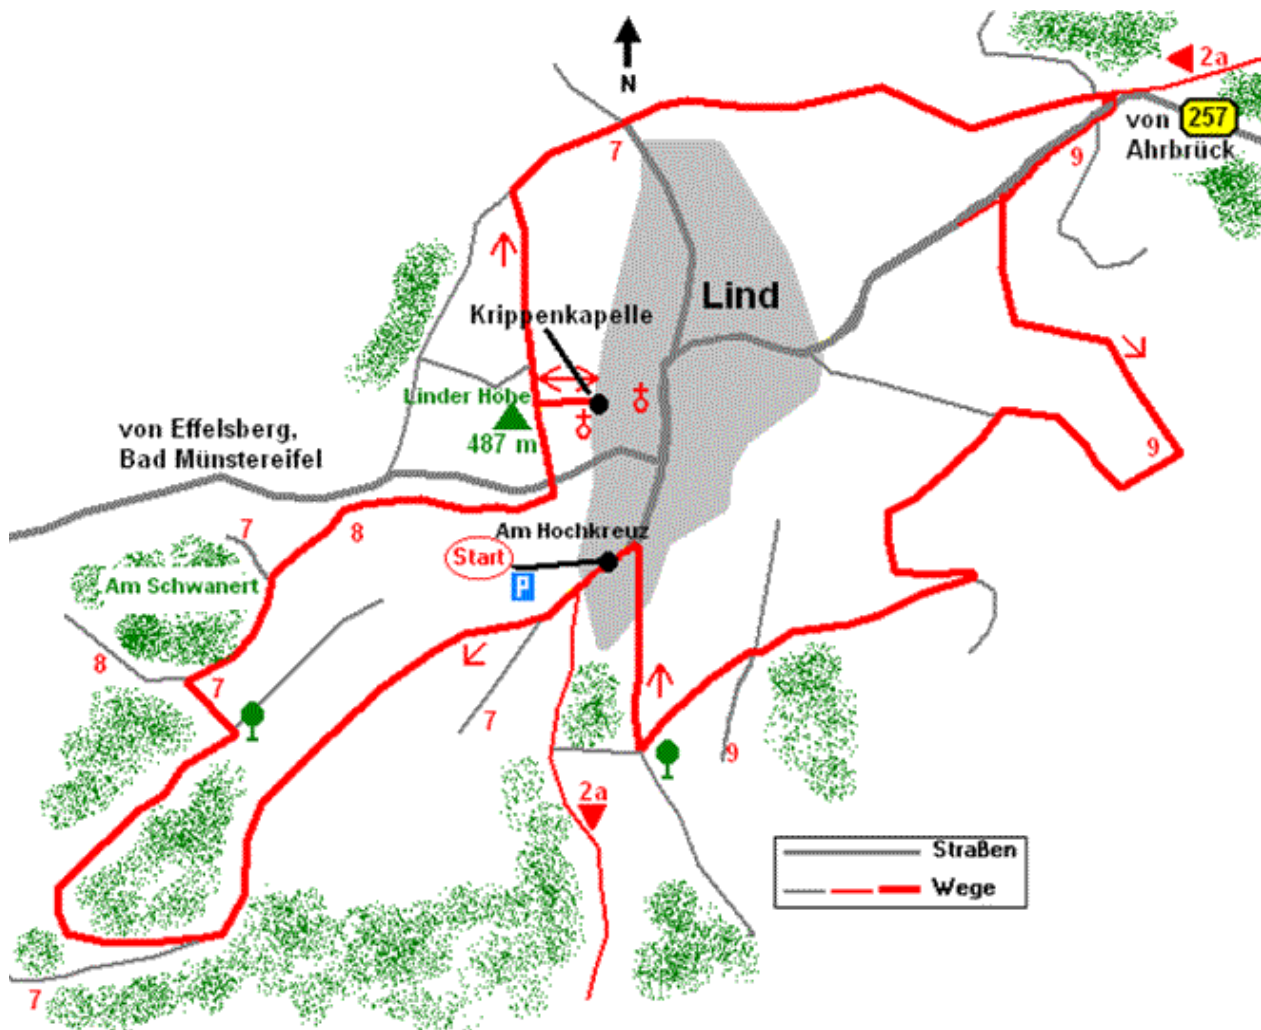 2a
N
von 257
Ahrbrück
7
9
Lind
Krippenkapelle
Linder Höhe
487 m
von Effelsberg,
Bad Münstereifel
9
7
8
Am Hochkreuz
Start
P
Am Schwanert
8
7
7
9
2a
Straßen
Wege
7